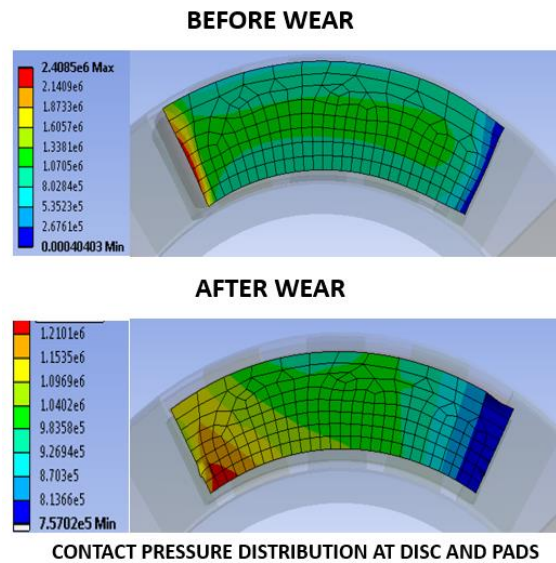 BEFORE WEAR
2.4085e6 Max
2.1409e6
1.8733e6
1.6057e6
1.3381e6
1.0705e6
8.0284e5
5.3523e5
2.6761e5
0.00040403 Min
AFTER WEAR
1.2101e6
1.1535e6
1.0969e6
1.0402e6
9.8358e5
9.2694e5
8.703e5
8.1366e5
7.5702e5 Min
CONTACT PRESSURE DISTRIBUTION AT DISC AND PADS